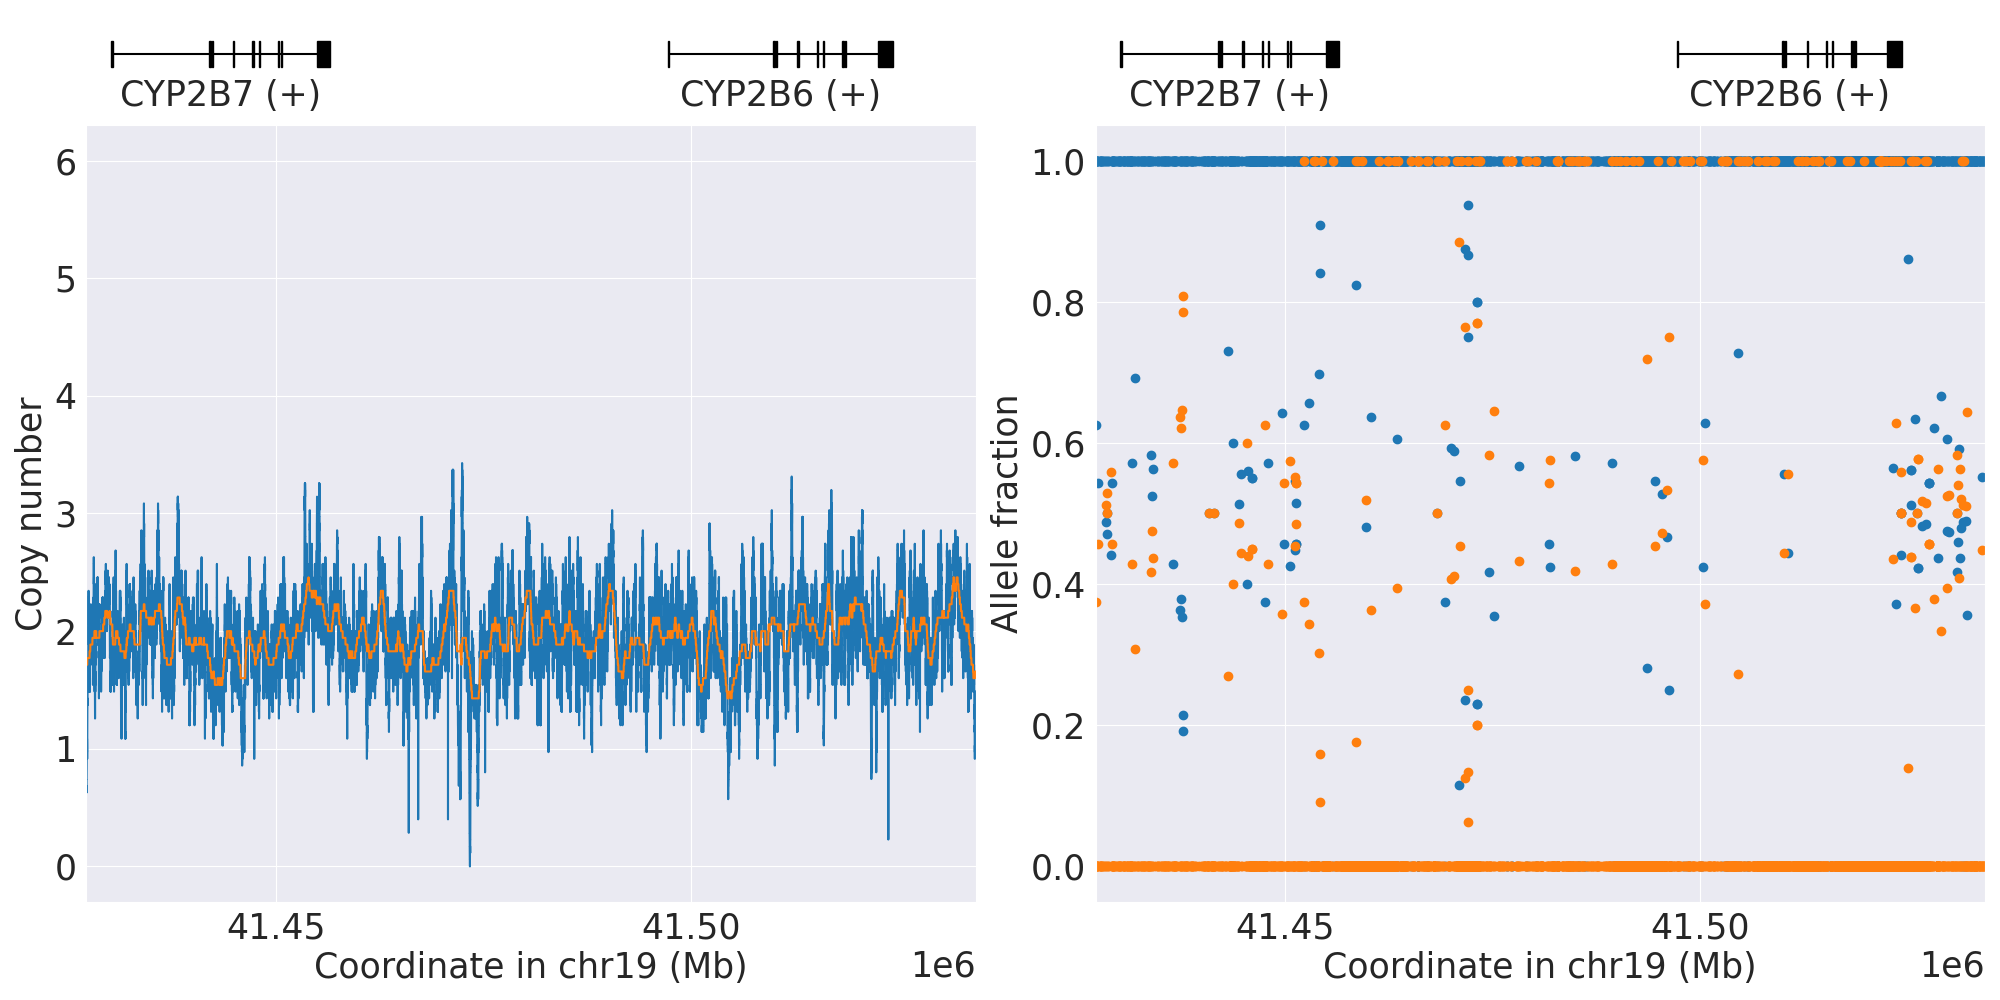 CYP2B7 (+) CYP2B6 (+)
6
5
4
3
2
1
0
Copy number
41.45 41.50
Coordinate in chr19 (Mb) 1e6
CYP2B7 (+) CYP2B6 (+)
1.0
0.8
0.6
0.4
0.2
0.0
Allele fraction
41.45 41.50
Coordinate in chr19 (Mb) 1e6